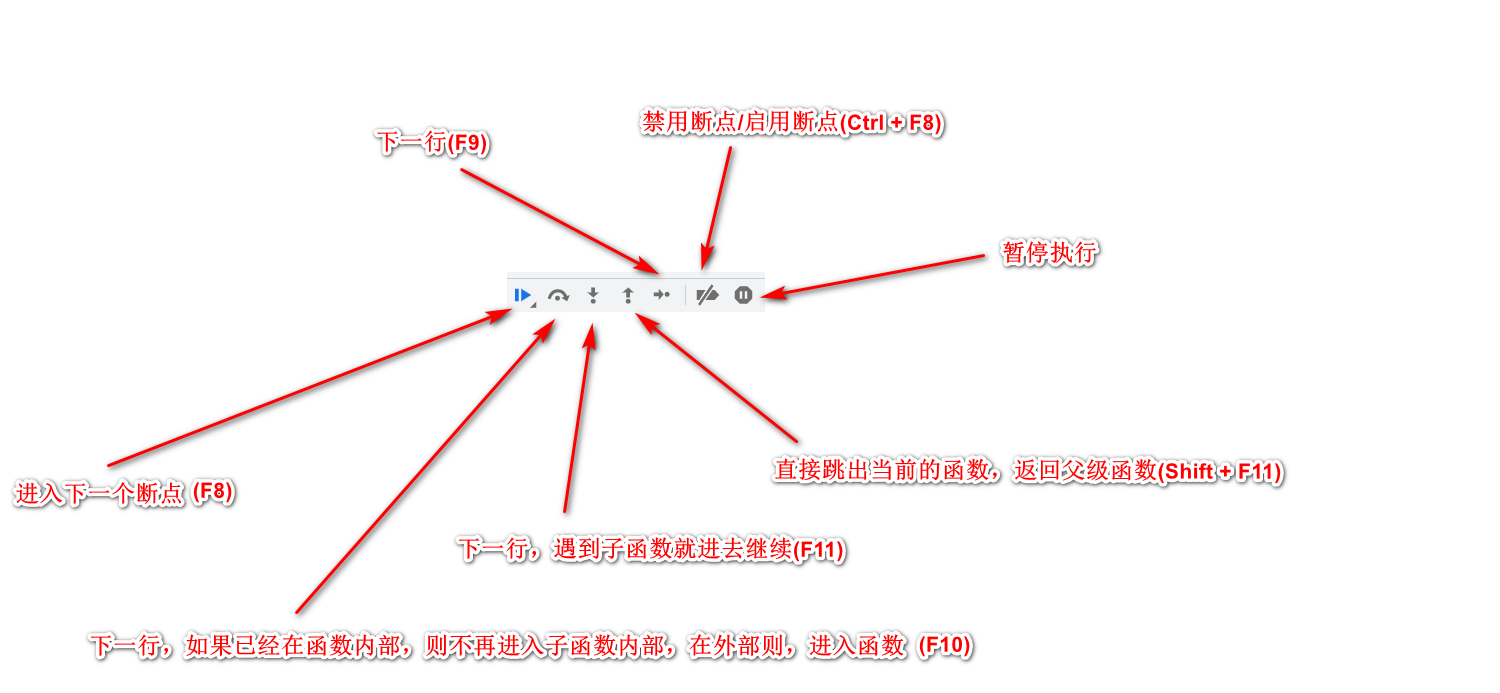 禁用断点/启用断点(Ctrl + F8)
下一行(F9)
暂停执行
直接跳出当前的函数，返回父级函数(Shift + F11)
进入下一个断点 (F8)
下一行，遇到子函数就进去继续(F11)
下一行，如果已经在函数内部，则不再进入子函数内部，在外部则，进入函数 (F10)